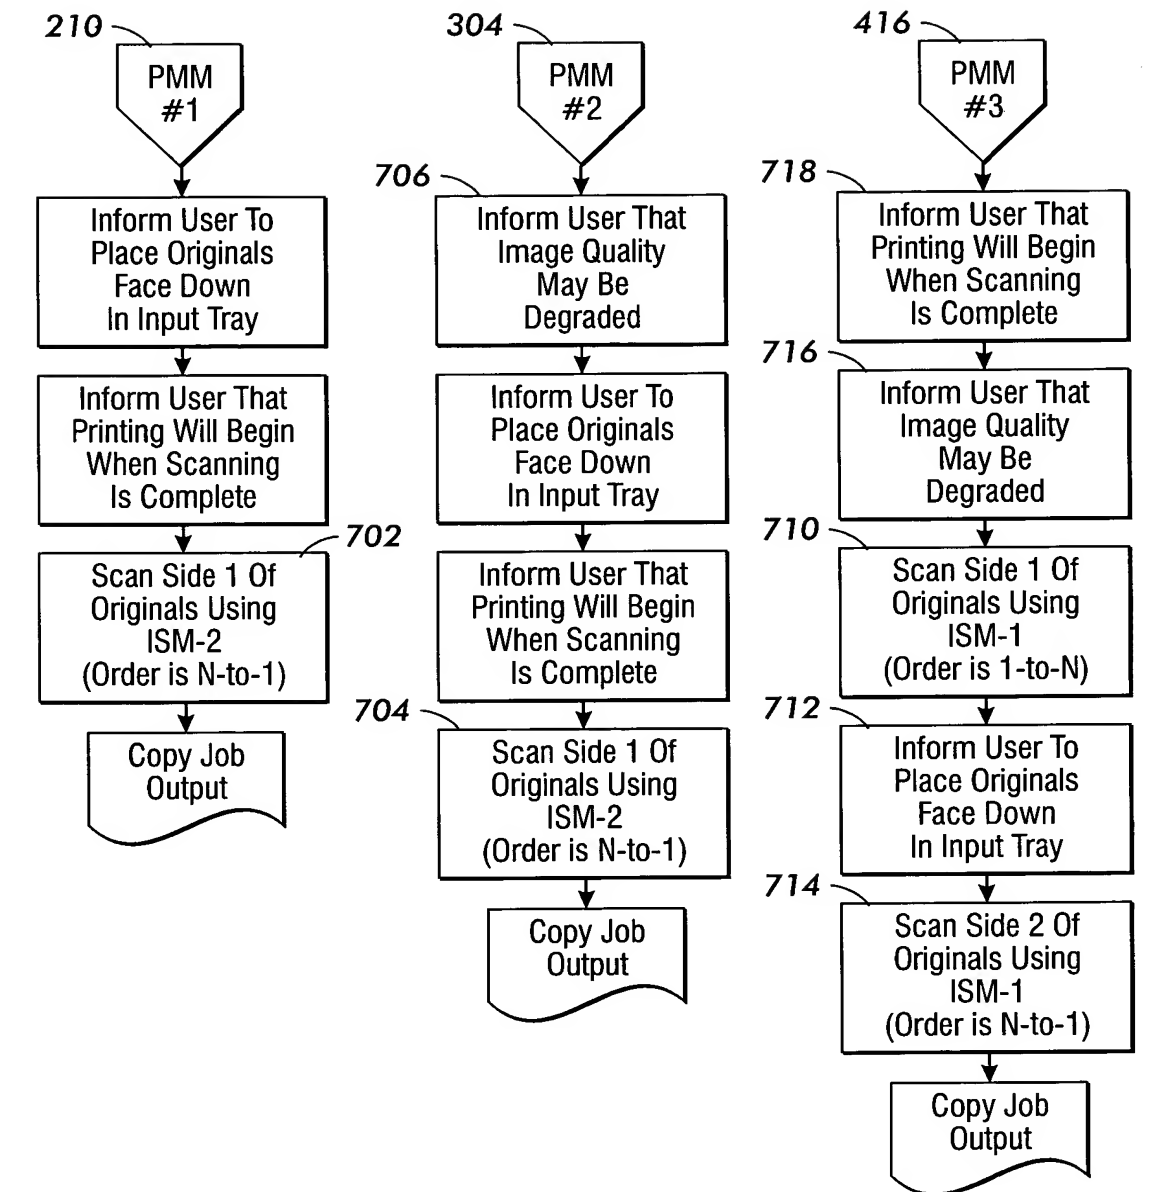 210
PMM
#1
Inform User To
Place Originals
Face Down
In Input Tray
Inform User That
Printing Will Begin
When Scanning
Is Complete
702
Scan Side 1 Of
Originals Using
ISM-2
(Order is N-to-1)
Copy Job
Output
304
PMM
#2
706
Inform User That
Image Quality
May Be
Degraded
Inform User To
Place Originals
Face Down
In Input Tray
Inform User That
Printing Will Begin
When Scanning
Is Complete
704
Scan Side 1 Of
Originals Using
ISM-2
(Order is N-to-1)
Copy Job
Output
416
PMM
#3
718
Inform User That
Printing Will Begin
When Scanning
Is Complete
716
Inform User That
Image Quality
May Be
Degraded
710
Scan Side 1 Of
Originals Using
ISM-1
(Order is 1-to-N)
712
Inform User To
Place Originals
Face Down
In Input Tray
714
Scan Side 2 Of
Originals Using
ISM-1
(Order is N-to-1)
Copy Job
Output